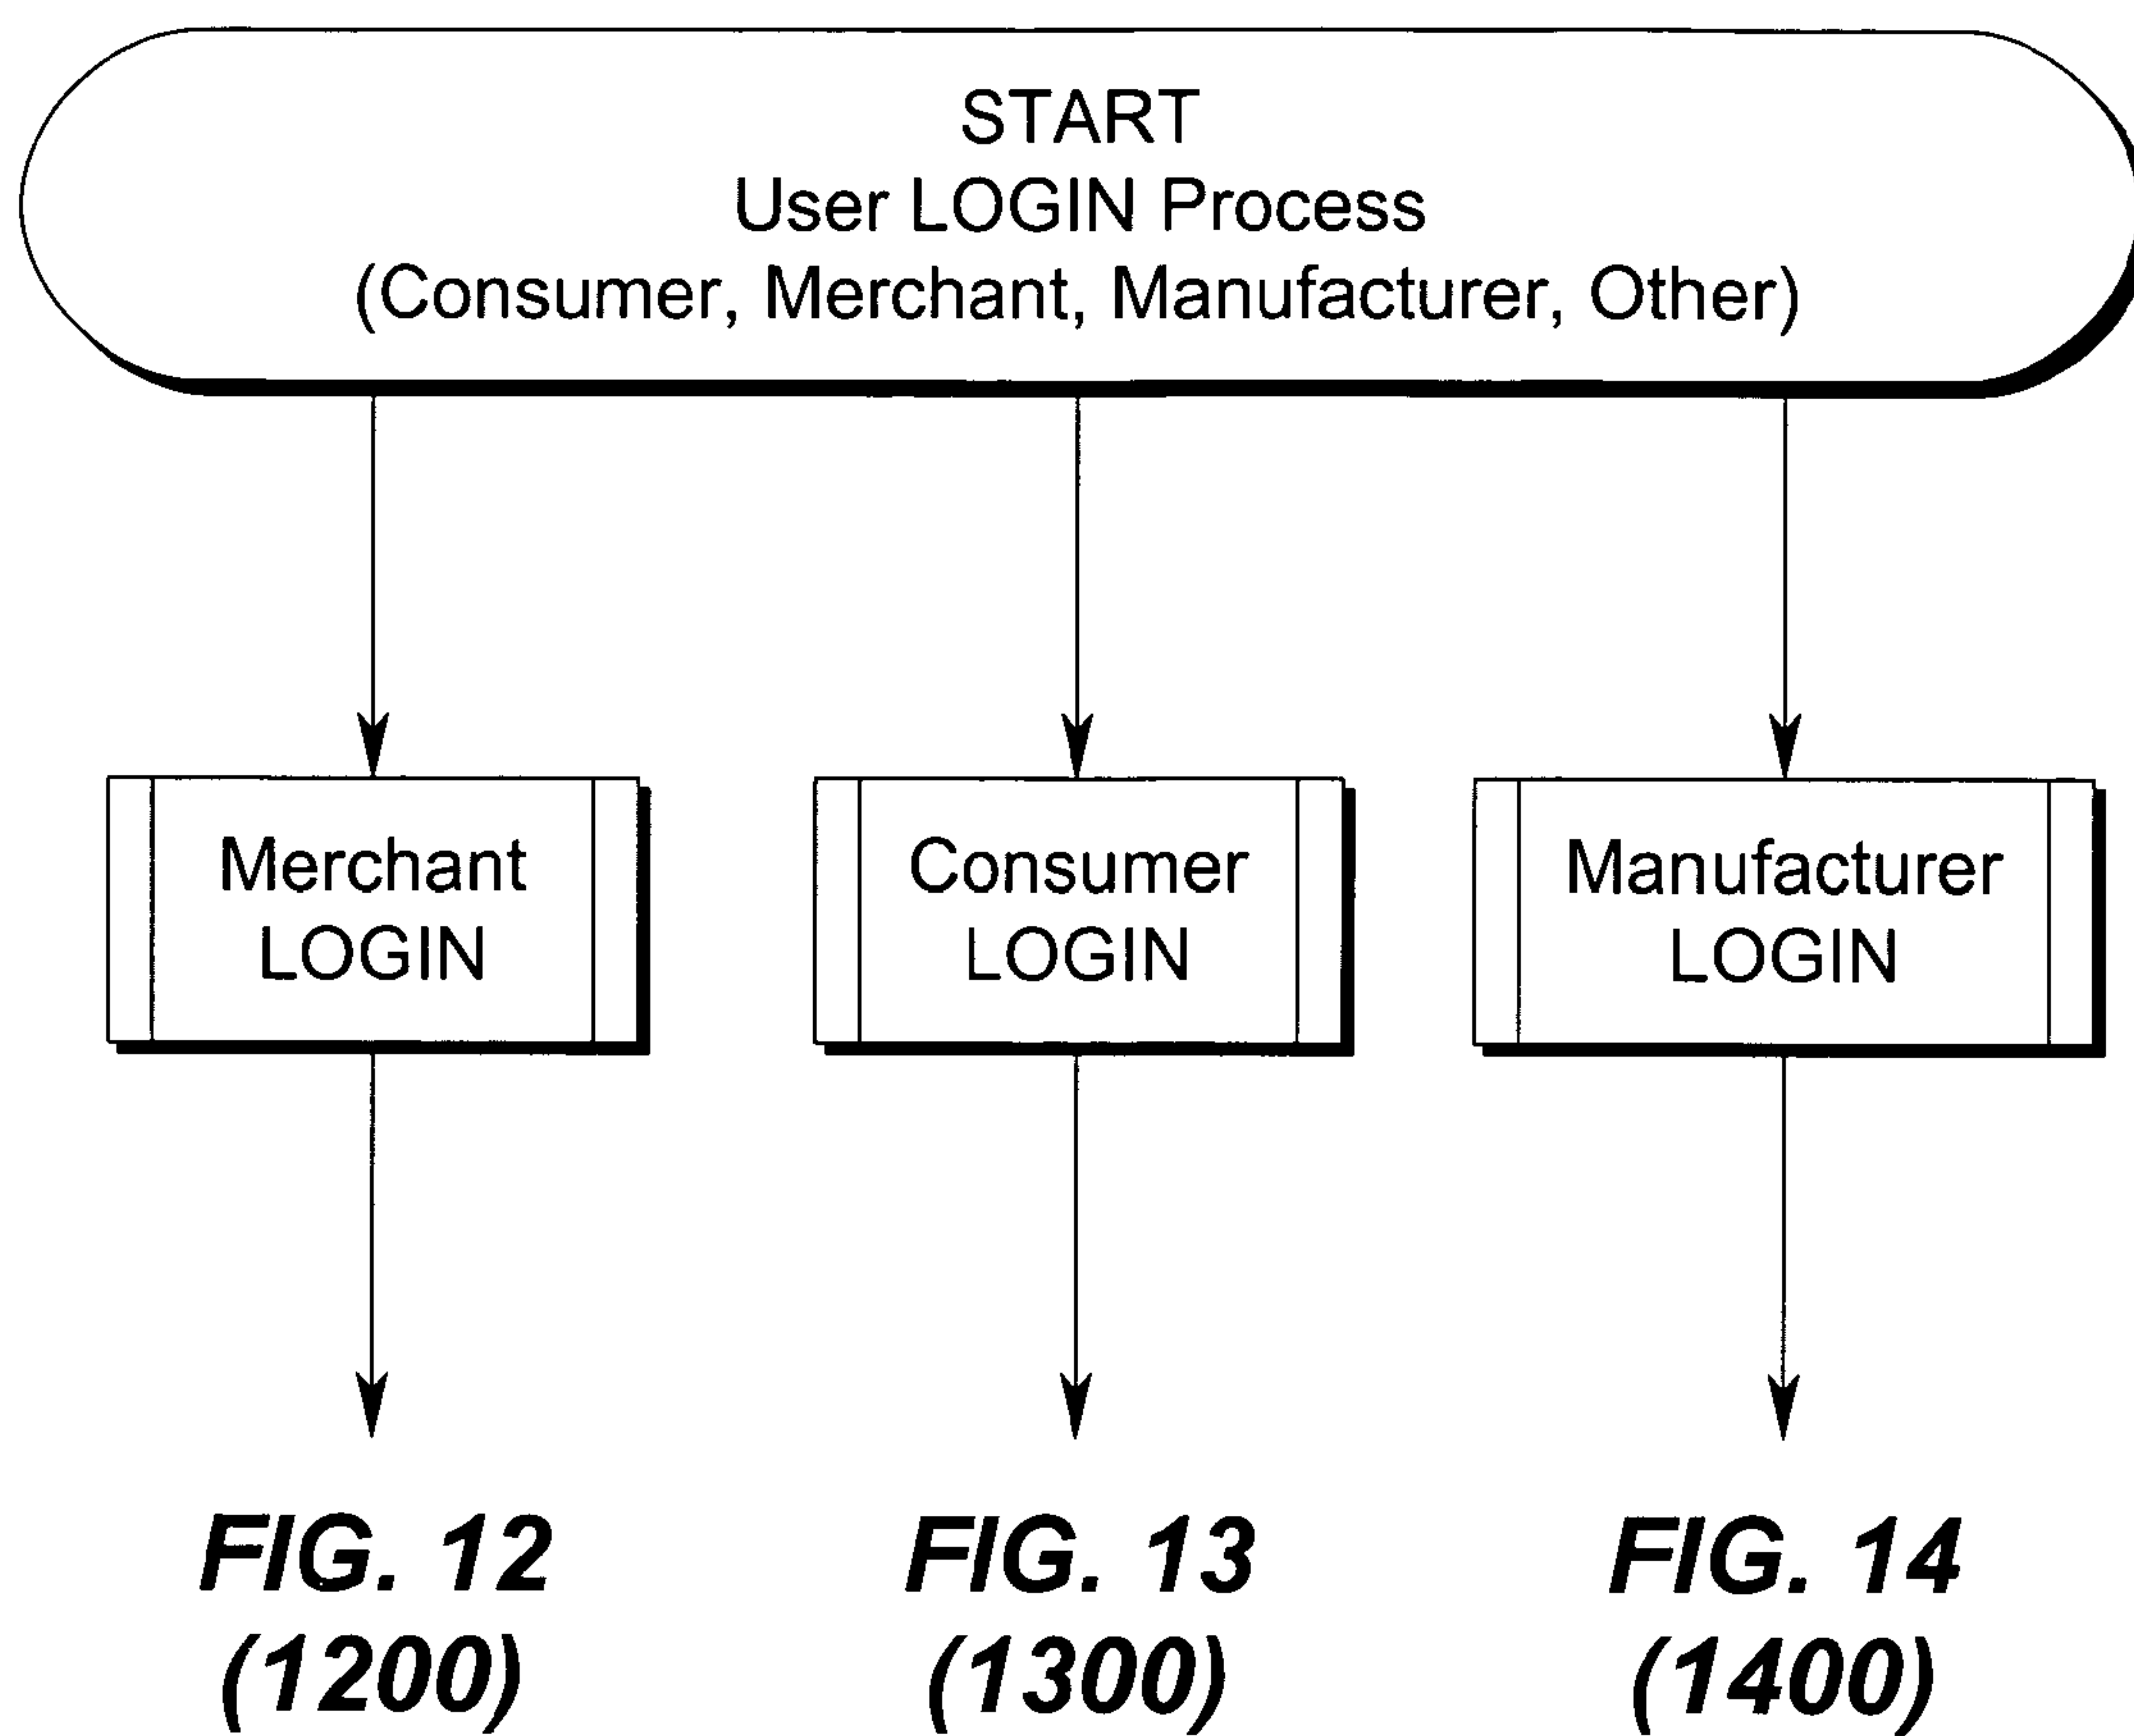 START
User LOGIN Process
(Consumer, Merchant, Manufacturer, Other)
Merchant
LOGIN
Consumer
LOGIN
Manufacturer
LOGIN
FIG. 12
(1200)
FIG. 13
(1300)
FIG. 14
(1400)